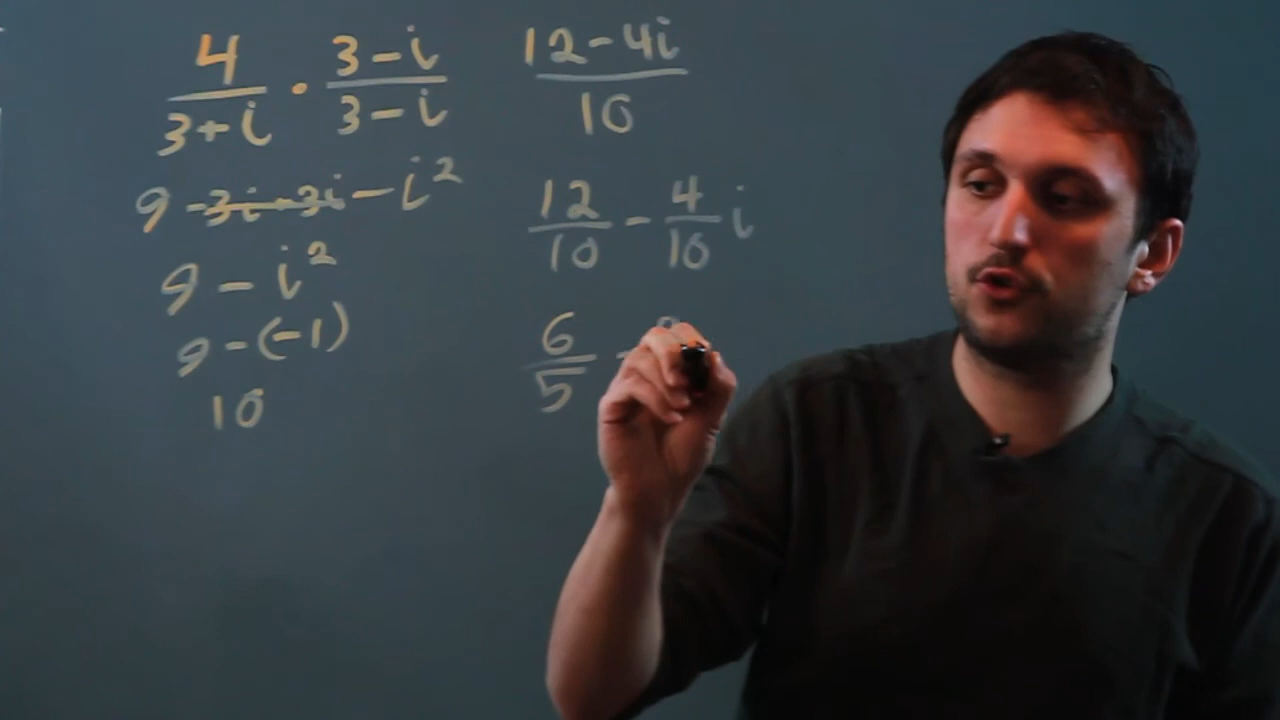 4/(3+i) · (3-i)/(3-i)
9 -3i-3i - i²
9 - i²
9 - (-1)
10
(12-4i)/10
12/10 - 4/10 i
6/5 -